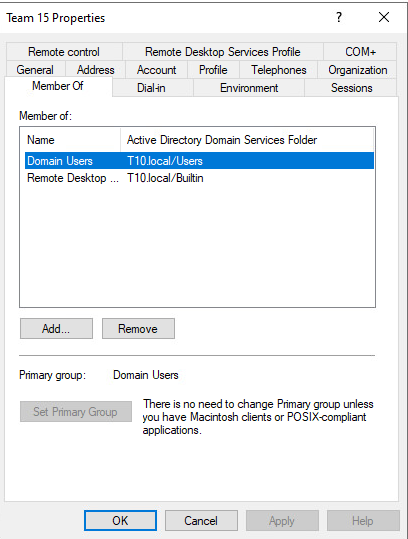 Team 15 Properties
?
Remote control Remote Desktop Services Profile COM+
General Address Account Profile Telephones Organization
Member Of Dial-in Environment Sessions
Member of:
Name Active Directory Domain Services Folder
Domain Users T10.local/Users
Remote Desktop ... T10.local/Builtin
Add... Remove
Primary group: Domain Users
Set Primary Group
There is no need to change Primary group unless
you have Macintosh clients or POSIX-compliant
applications.
OK Cancel Apply Help